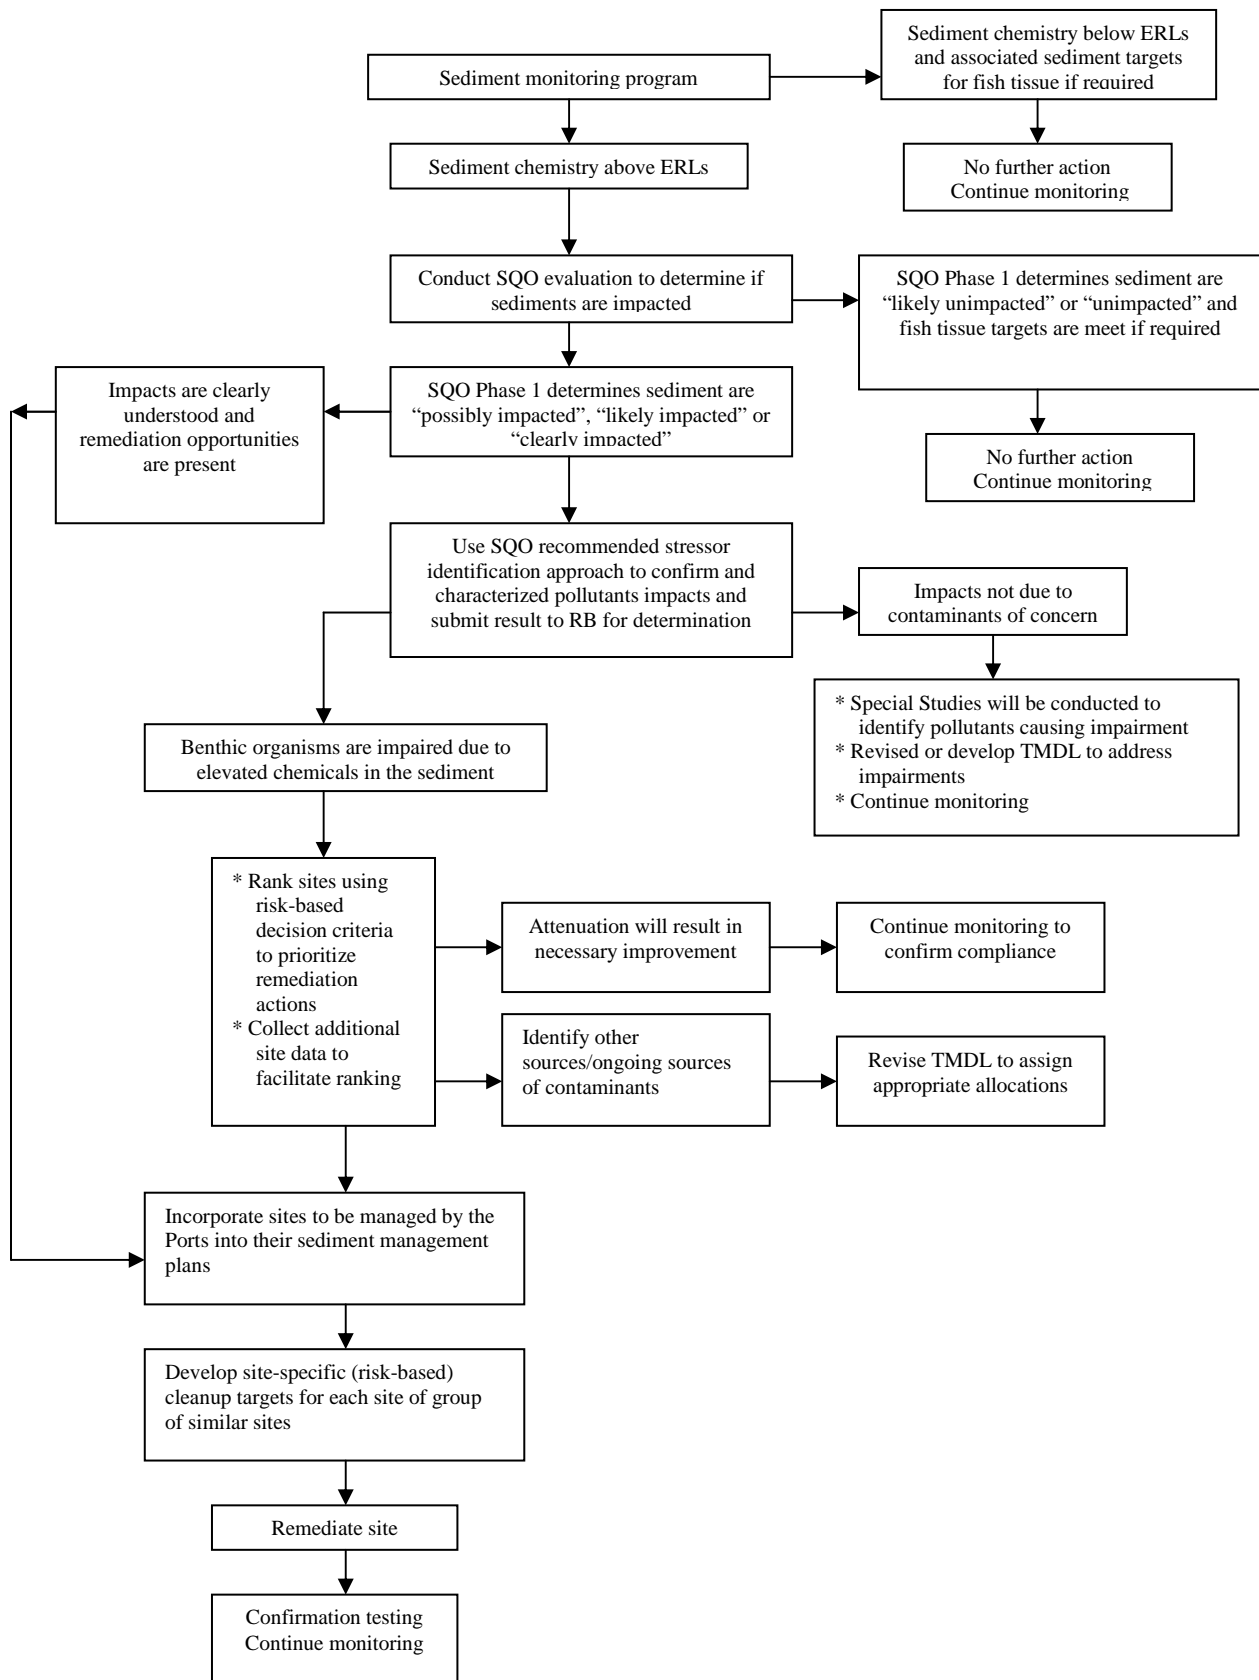 Sediment monitoring program
Sediment chemistry below ERLs
and associated sediment targets
for fish tissue if required
No further action
Continue monitoring
Sediment chemistry above ERLs
Conduct SQO evaluation to determine if
sediments are impacted
SQO Phase 1 determines sediment are
“likely unimpacted” or “unimpacted” and
fish tissue targets are meet if required
No further action
Continue monitoring
SQO Phase 1 determines sediment are
“possibly impacted”, “likely impacted” or
“clearly impacted”
Impacts are clearly
understood and
remediation opportunities
are present
Use SQO recommended stressor
identification approach to confirm and
characterized pollutants impacts and
submit result to RB for determination
Impacts not due to
contaminants of concern
* Special Studies will be conducted to
identify pollutants causing impairment
* Revised or develop TMDL to address
impairments
* Continue monitoring
Benthic organisms are impaired due to
elevated chemicals in the sediment
* Rank sites using
risk-based
decision criteria
to prioritize
remediation
actions
* Collect additional
site data to
facilitate ranking
Attenuation will result in
necessary improvement
Continue monitoring to
confirm compliance
Identify other
sources/ongoing sources
of contaminants
Revise TMDL to assign
appropriate allocations
Incorporate sites to be managed by the
Ports into their sediment management
plans
Develop site-specific (risk-based)
cleanup targets for each site of group
of similar sites
Remediate site
Confirmation testing
Continue monitoring